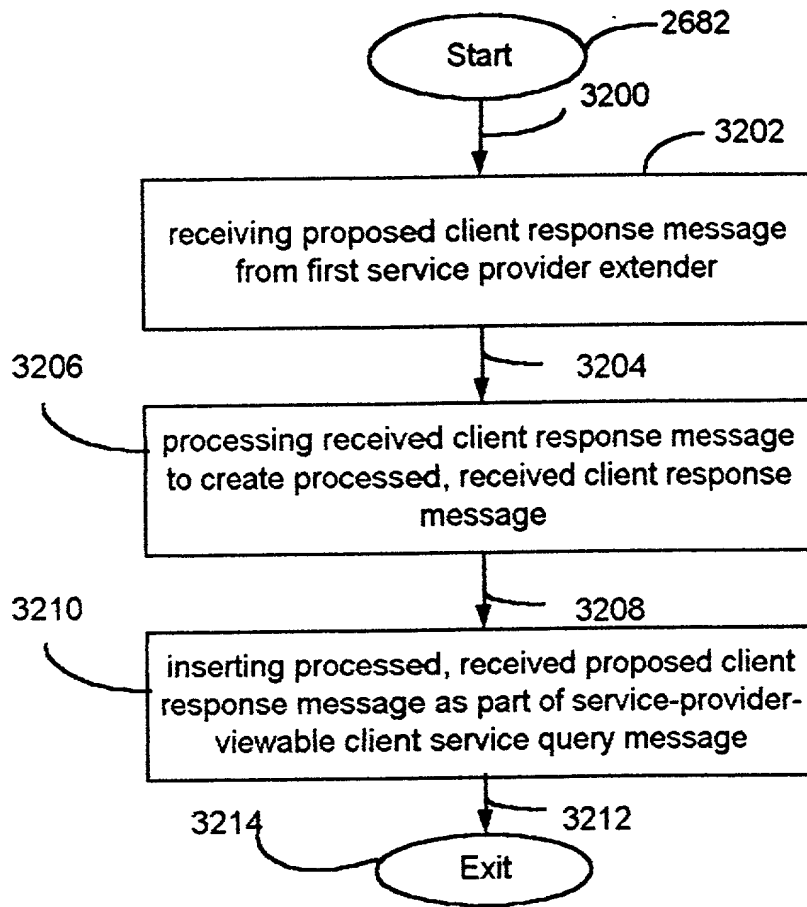 2682
Start
3200
3202
receiving proposed client response message
from first service provider extender
3206
3204
processing received client response message
to create processed, received client response
message
3210
3208
inserting processed, received proposed client
response message as part of service-provider-
viewable client service query message
3214
3212
Exit